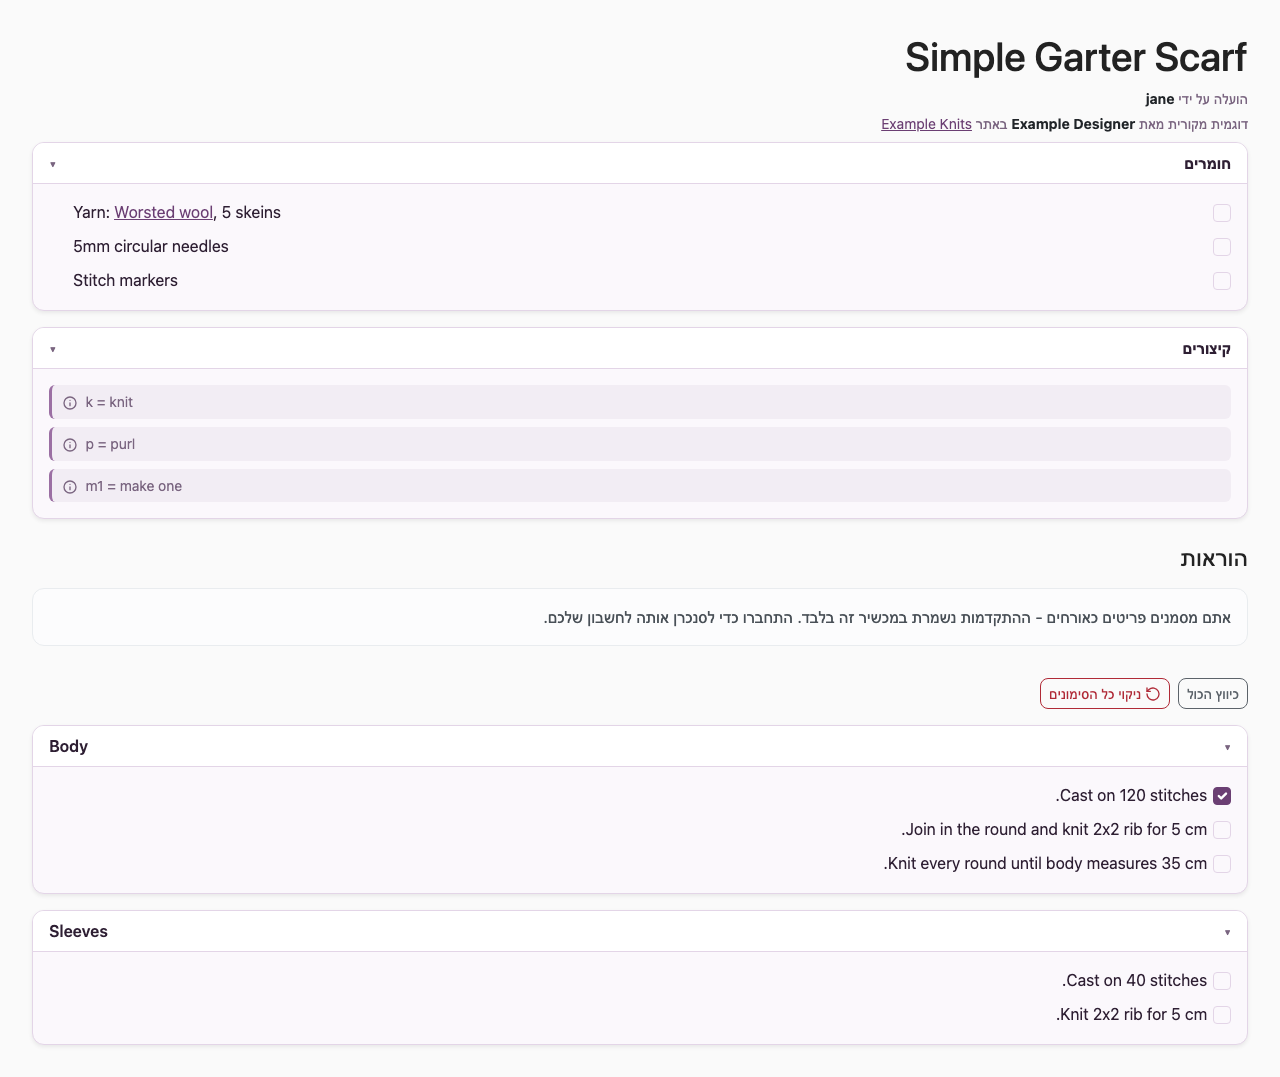 Simple Garter Scarf
הועלה על ידי jane
דוגמית מקורית מאת Example Designer באתר Example Knits
חומרים
Yarn: Worsted wool, 5 skeins
5mm circular needles
Stitch markers
קיצורים
k = knit
p = purl
m1 = make one
הוראות
אתם מסמנים פריטים כאורחים - ההתקדמות נשמרת במכשיר זה בלבד. התחברו כדי לסנכרן אותה לחשבון שלכם.
כיווץ הכול
ניקוי כל הסימונים
Body
Cast on 120 stitches.
Join in the round and knit 2x2 rib for 5 cm.
Knit every round until body measures 35 cm.
Sleeves
Cast on 40 stitches.
Knit 2x2 rib for 5 cm.